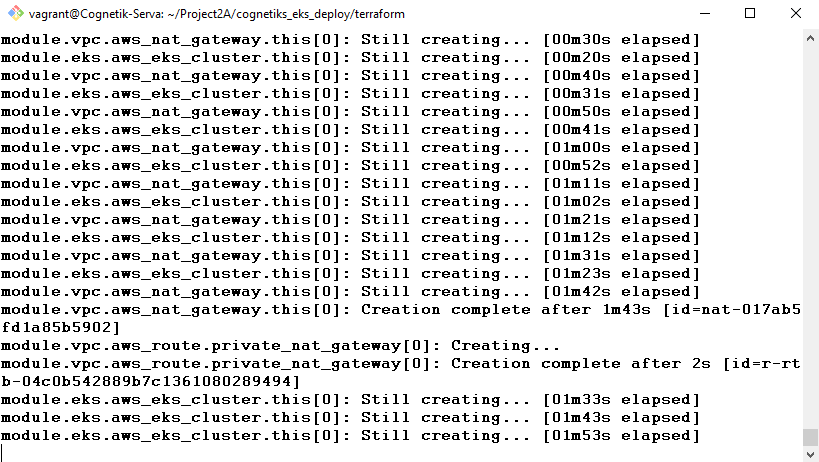 vagrant@Cognetik-Serva: ~/Project2A/cognetiks_eks_deploy/terraform
module.vpc.aws_nat_gateway.this[0]: Still creating... [00m30s elapsed]
module.eks.aws_eks_cluster.this[0]: Still creating... [00m20s elapsed]
module.vpc.aws_nat_gateway.this[0]: Still creating... [00m40s elapsed]
module.eks.aws_eks_cluster.this[0]: Still creating... [00m31s elapsed]
module.vpc.aws_nat_gateway.this[0]: Still creating... [00m50s elapsed]
module.eks.aws_eks_cluster.this[0]: Still creating... [00m41s elapsed]
module.vpc.aws_nat_gateway.this[0]: Still creating... [01m00s elapsed]
module.eks.aws_eks_cluster.this[0]: Still creating... [00m52s elapsed]
module.vpc.aws_nat_gateway.this[0]: Still creating... [01m11s elapsed]
module.eks.aws_eks_cluster.this[0]: Still creating... [01m02s elapsed]
module.vpc.aws_nat_gateway.this[0]: Still creating... [01m21s elapsed]
module.eks.aws_eks_cluster.this[0]: Still creating... [01m12s elapsed]
module.vpc.aws_nat_gateway.this[0]: Still creating... [01m31s elapsed]
module.eks.aws_eks_cluster.this[0]: Still creating... [01m23s elapsed]
module.vpc.aws_nat_gateway.this[0]: Still creating... [01m42s elapsed]
module.vpc.aws_nat_gateway.this[0]: Creation complete after 1m43s [id=nat-017ab5
fd1a85b5902]
module.vpc.aws_route.private_nat_gateway[0]: Creating...
module.vpc.aws_route.private_nat_gateway[0]: Creation complete after 2s [id=r-rt
b-04c0b542889b7c1361080289494]
module.eks.aws_eks_cluster.this[0]: Still creating... [01m33s elapsed]
module.eks.aws_eks_cluster.this[0]: Still creating... [01m43s elapsed]
module.eks.aws_eks_cluster.this[0]: Still creating... [01m53s elapsed]